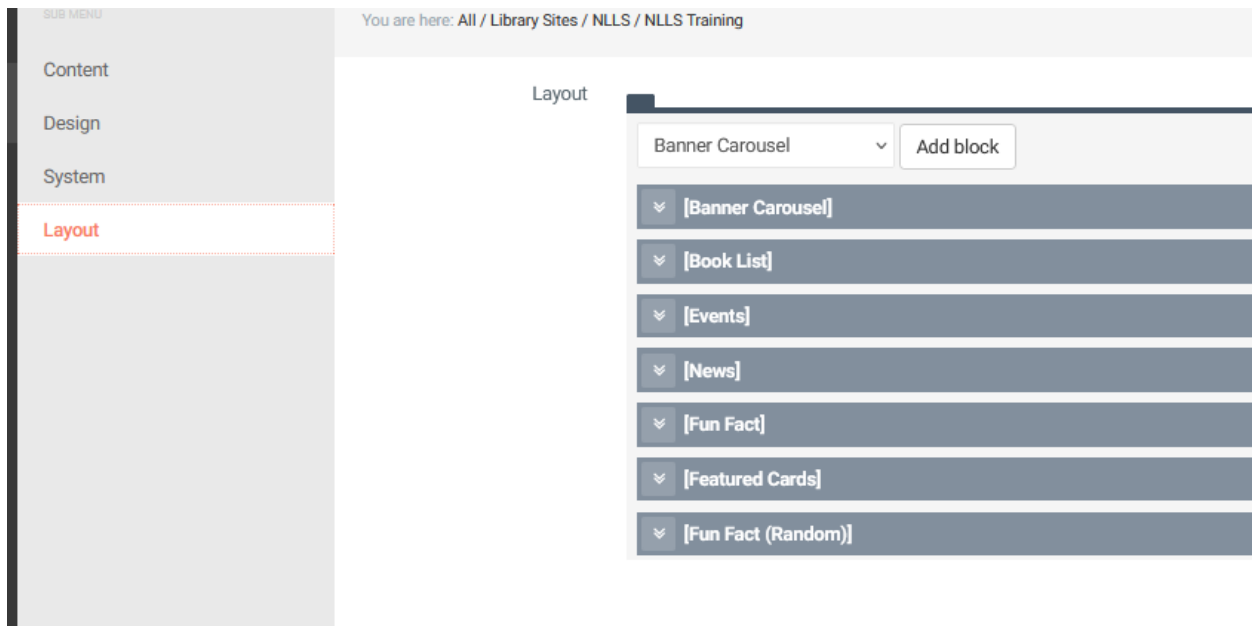 SUB MENU
You are here: All / Library Sites / NLLS / NLLS Training
Content
Design
System
Layout
Layout
Banner Carousel
Add block
[Banner Carousel]
[Book List]
[Events]
[News]
[Fun Fact]
[Featured Cards]
[Fun Fact (Random)]